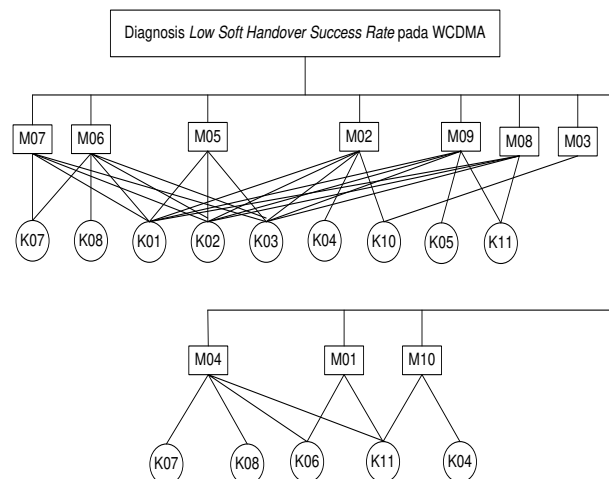 Diagnosis Low Soft Handover Success Rate pada WCDMA
M07 M06 M05 M02 M09 M08 M03
K07 K08 K01 K02 K03 K04 K10 K05 K11
M04 M01 M10
K07 K08 K06 K11 K04